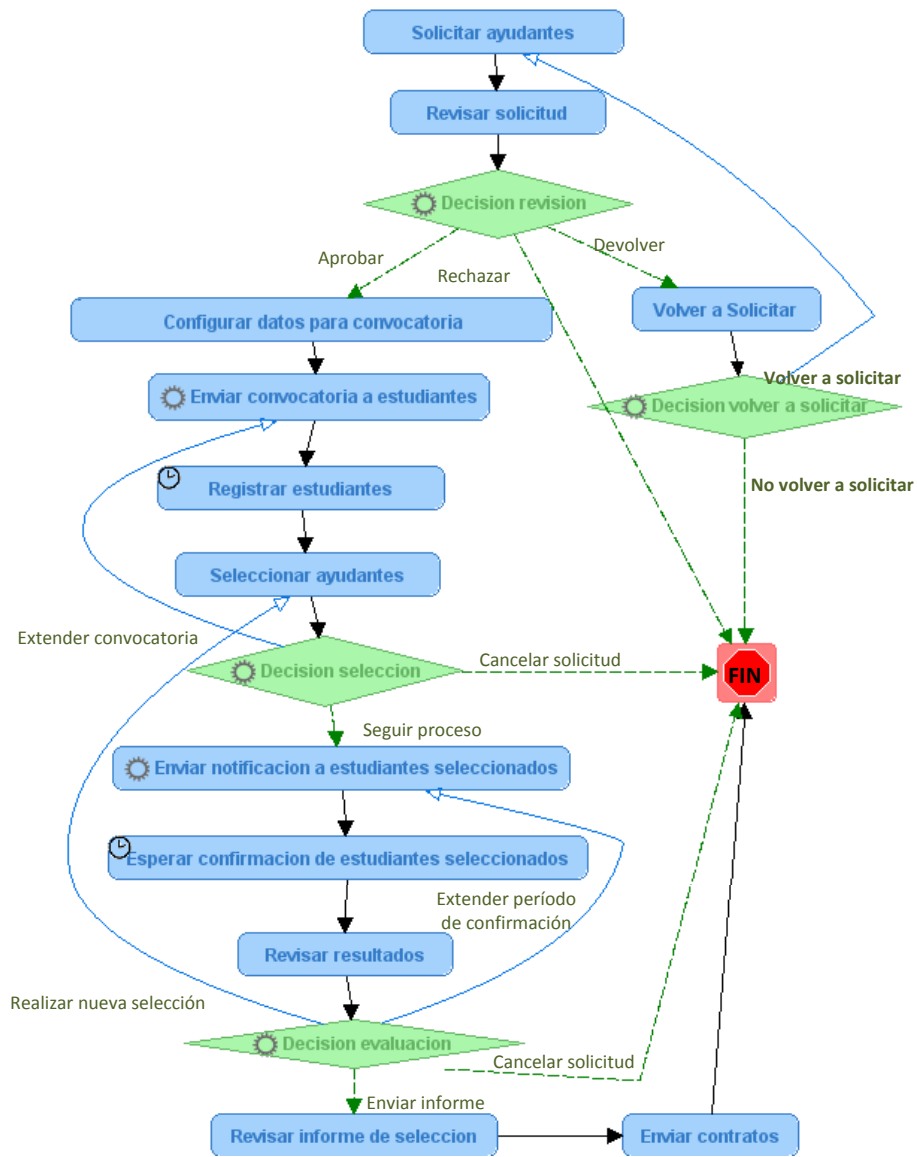 Solicitar ayudantes
Revisar solicitud
Decision revision
Aprobar
Rechazar
Devolver
Configurar datos para convocatoria
Volver a Solicitar
Enviar convocatoria a estudiantes
Volver a solicitar
Decision volver a solicitar
Registrar estudiantes
No volver a solicitar
Seleccionar ayudantes
Extender convocatoria
Decision seleccion
Cancelar solicitud
FIN
Seguir proceso
Enviar notificacion a estudiantes seleccionados
Esperar confirmacion de estudiantes seleccionados
Extender período
de confirmación
Revisar resultados
Realizar nueva selección
Decision evaluacion
Cancelar solicitud
Enviar informe
Revisar informe de seleccion
Enviar contratos